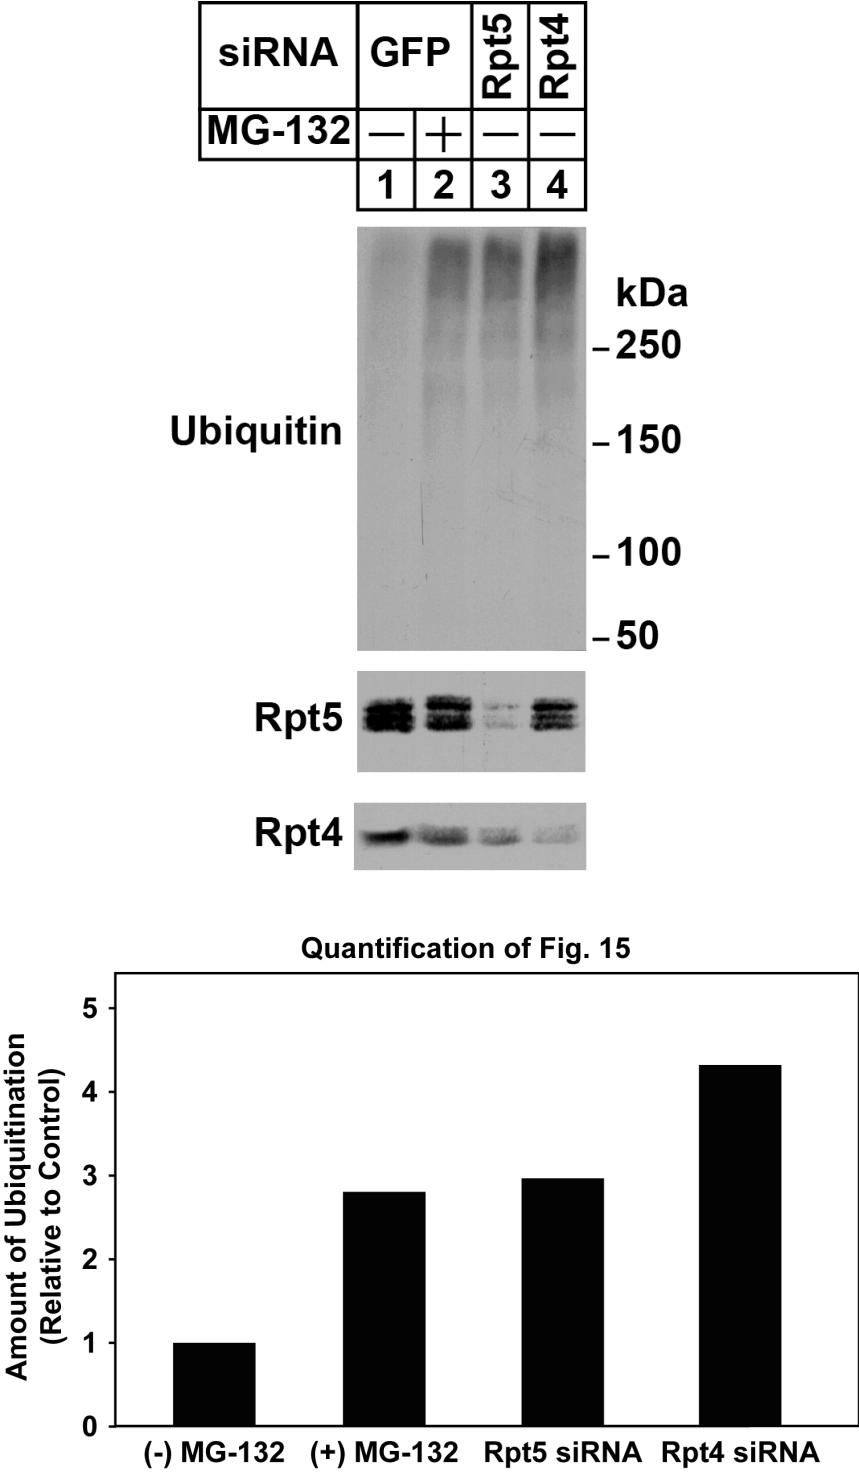 siRNA GFP Rpt5 Rpt4
MG-132 — + — —
1 2 3 4
kDa
250
Ubiquitin
150
100
50
Rpt5
Rpt4
Quantification of Fig. 15
Amount of Ubiquitination
(Relative to Control)
5
4
3
2
1
0
(-) MG-132 (+) MG-132 Rpt5 siRNA Rpt4 siRNA